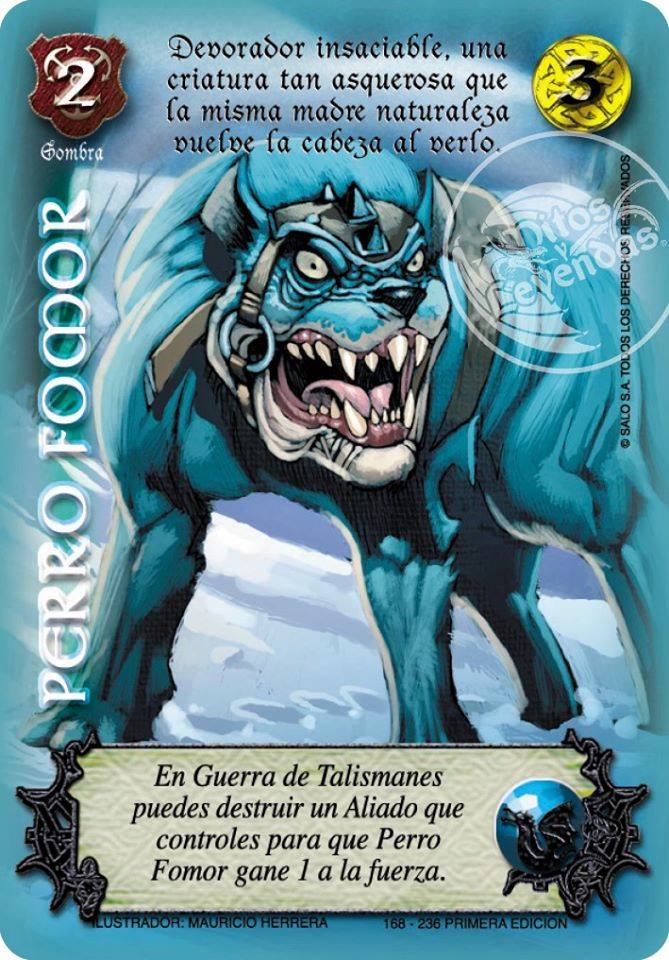 2
Sombra
Devorador insaciable, una
criatura tan asquerosa que
la misma madre naturaleza
vuelve la cabeza al verlo.
3
PERRO FOMOR
Mitos
y
Leyendas
© SALO S.A. TODOS LOS DERECHOS RESERVADOS
En Guerra de Talismanes
puedes destruir un Aliado que
controles para que Perro
Fomor gane 1 a la fuerza.
ILUSTRADOR: MAURICIO HERRERA
168 - 236 PRIMERA EDICION